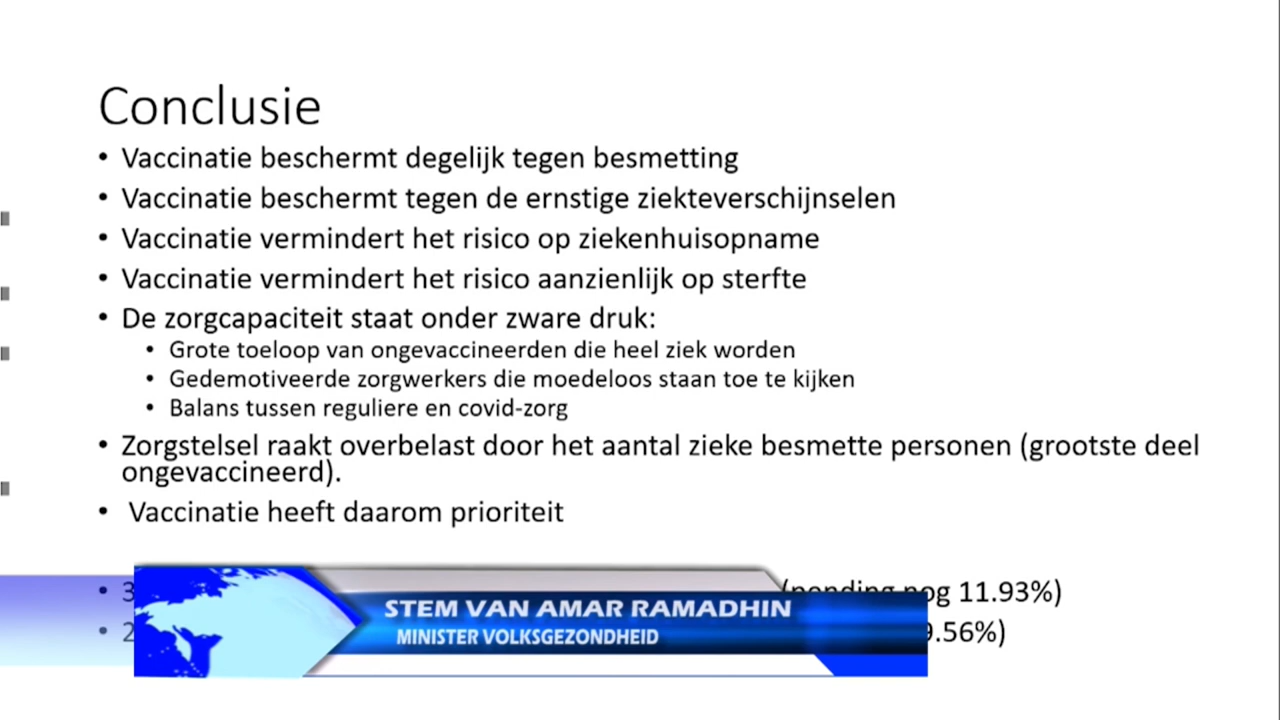 Conclusie
• Vaccinatie beschermt degelijk tegen besmetting
• Vaccinatie beschermt tegen de ernstige ziekteverschijnselen
• Vaccinatie vermindert het risico op ziekenhuisopname
• Vaccinatie vermindert het risico aanzienlijk op sterfte
• De zorgcapaciteit staat onder zware druk:
• Grote toeloop van ongevaccineerden die heel ziek worden
• Gedemotiveerde zorgwerkers die moedeloos staan toe te kijken
• Balans tussen reguliere en covid-zorg
• Zorgstelsel raakt overbelast door het aantal zieke besmette personen (grootste deel
ongevaccineerd).
• Vaccinatie heeft daarom prioriteit
• 3 (pending nog 11.93%)
• 2 9.56%)
STEM VAN AMAR RAMADHIN
MINISTER VOLKSGEZONDHEID